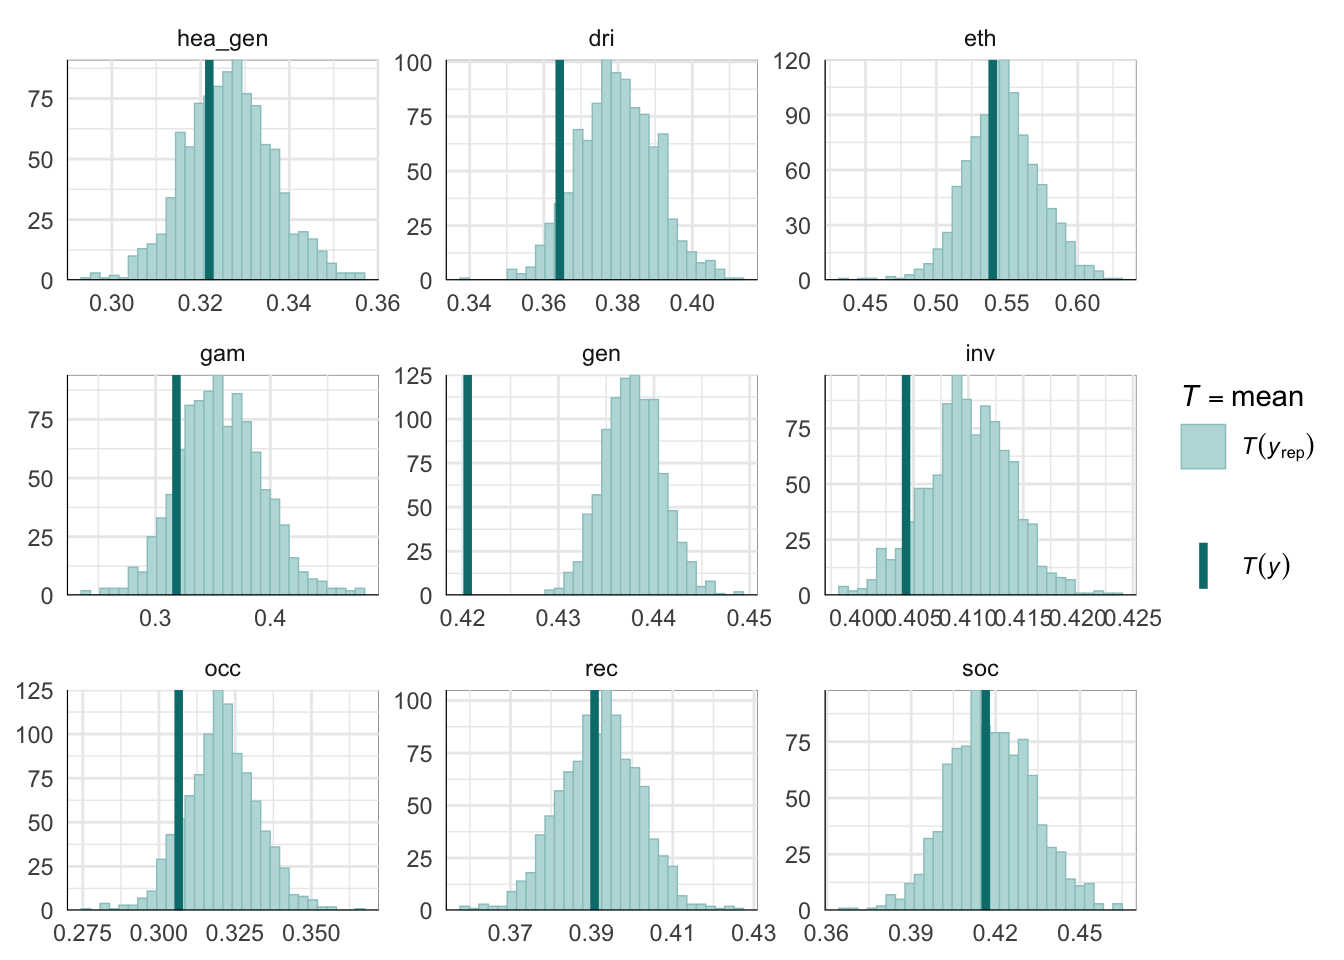 hea_gen
75
50
25
0
0.30 0.32 0.34 0.36
dri
100
75
50
25
0
0.34 0.36 0.38 0.40
eth
120
90
60
30
0
0.45 0.50 0.55 0.60
gam
75
50
25
0
0.3 0.4
gen
125
100
75
50
25
0
0.42 0.43 0.44 0.45
inv
75
50
25
0
0.400 0.405 0.410 0.415 0.420 0.425
occ
125
100
75
50
25
0
0.275 0.300 0.325 0.350
rec
100
75
50
25
0
0.37 0.39 0.41 0.43
soc
75
50
25
0
0.36 0.39 0.42 0.45
T = mean
T(yrep)
T(y)